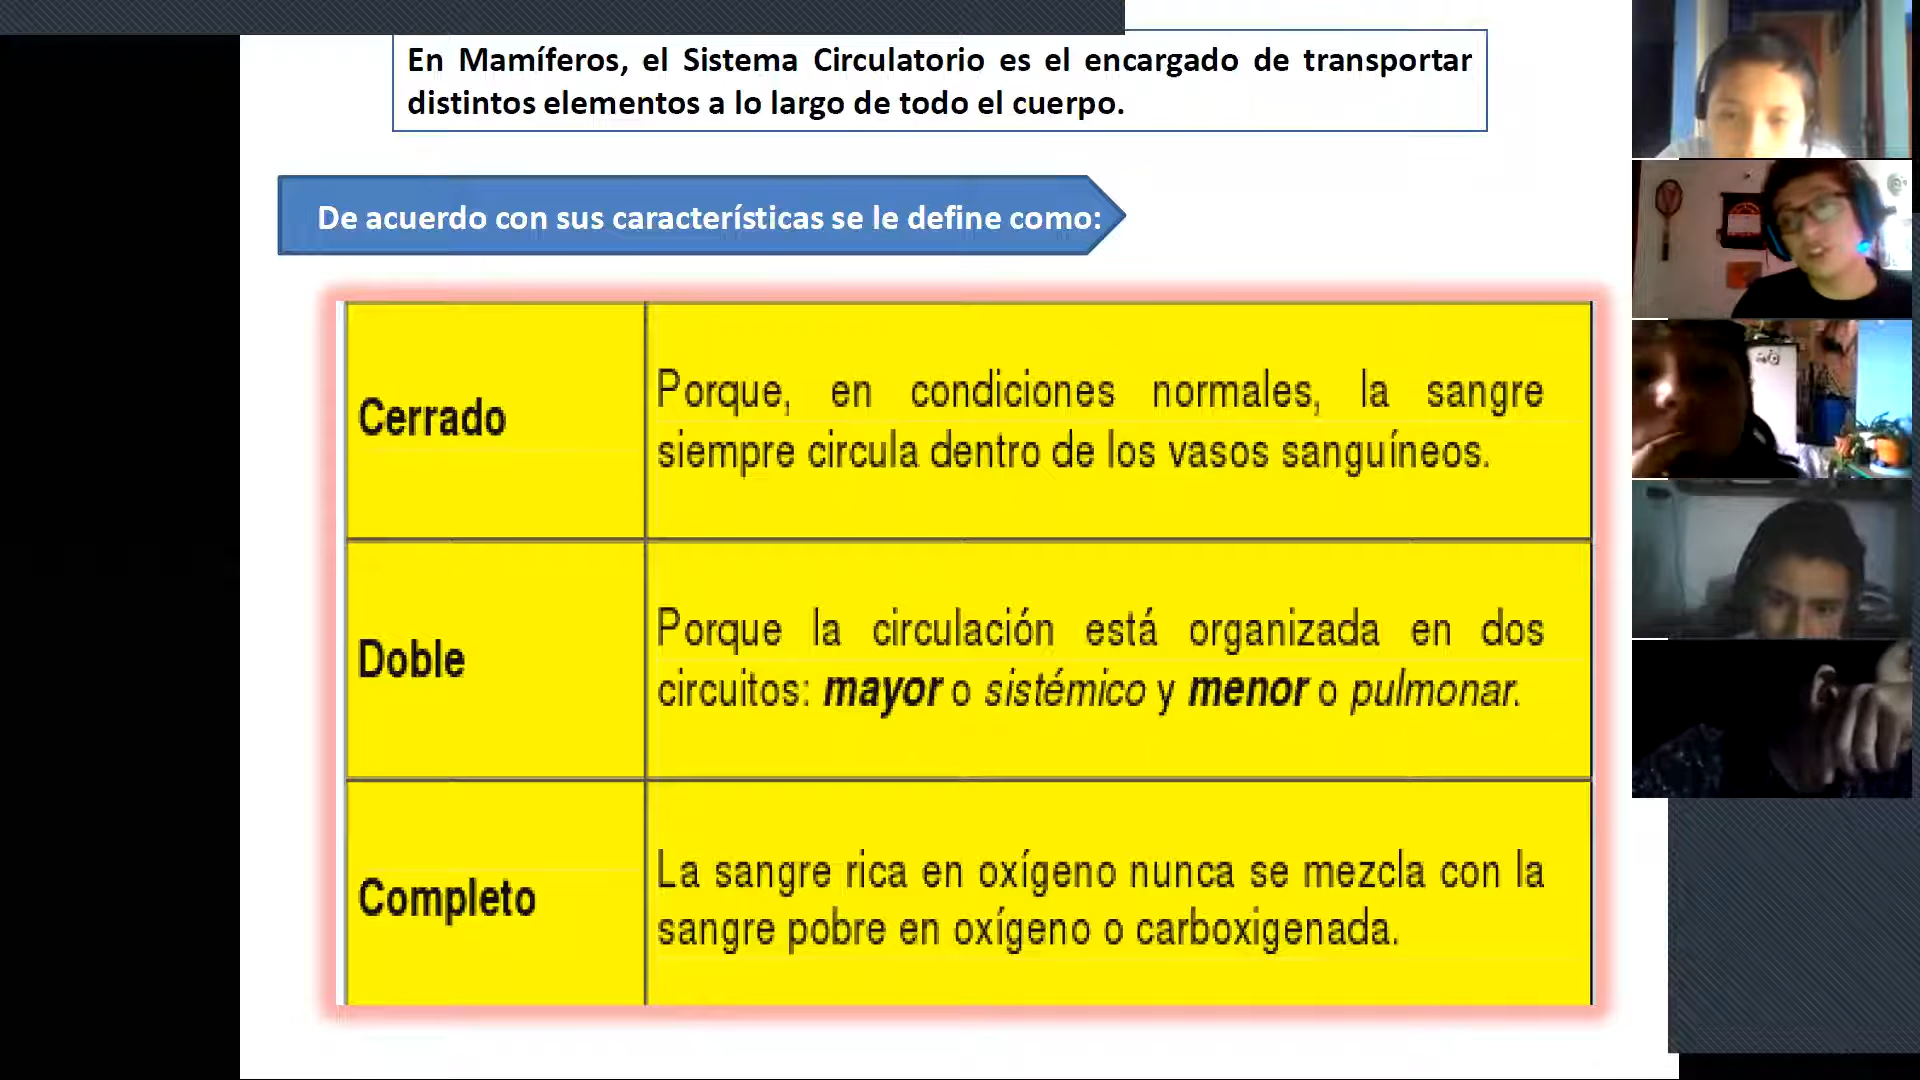 En Mamíferos, el Sistema Circulatorio es el encargado de transportar
distintos elementos a lo largo de todo el cuerpo.
De acuerdo con sus características se le define como:
Cerrado
Porque, en condiciones normales, la sangre
siempre circula dentro de los vasos sanguíneos.
Doble
Porque la circulación está organizada en dos
circuitos: mayor o sistémico y menor o pulmonar.
Completo
La sangre rica en oxígeno nunca se mezcla con la
sangre pobre en oxígeno o carboxigenada.